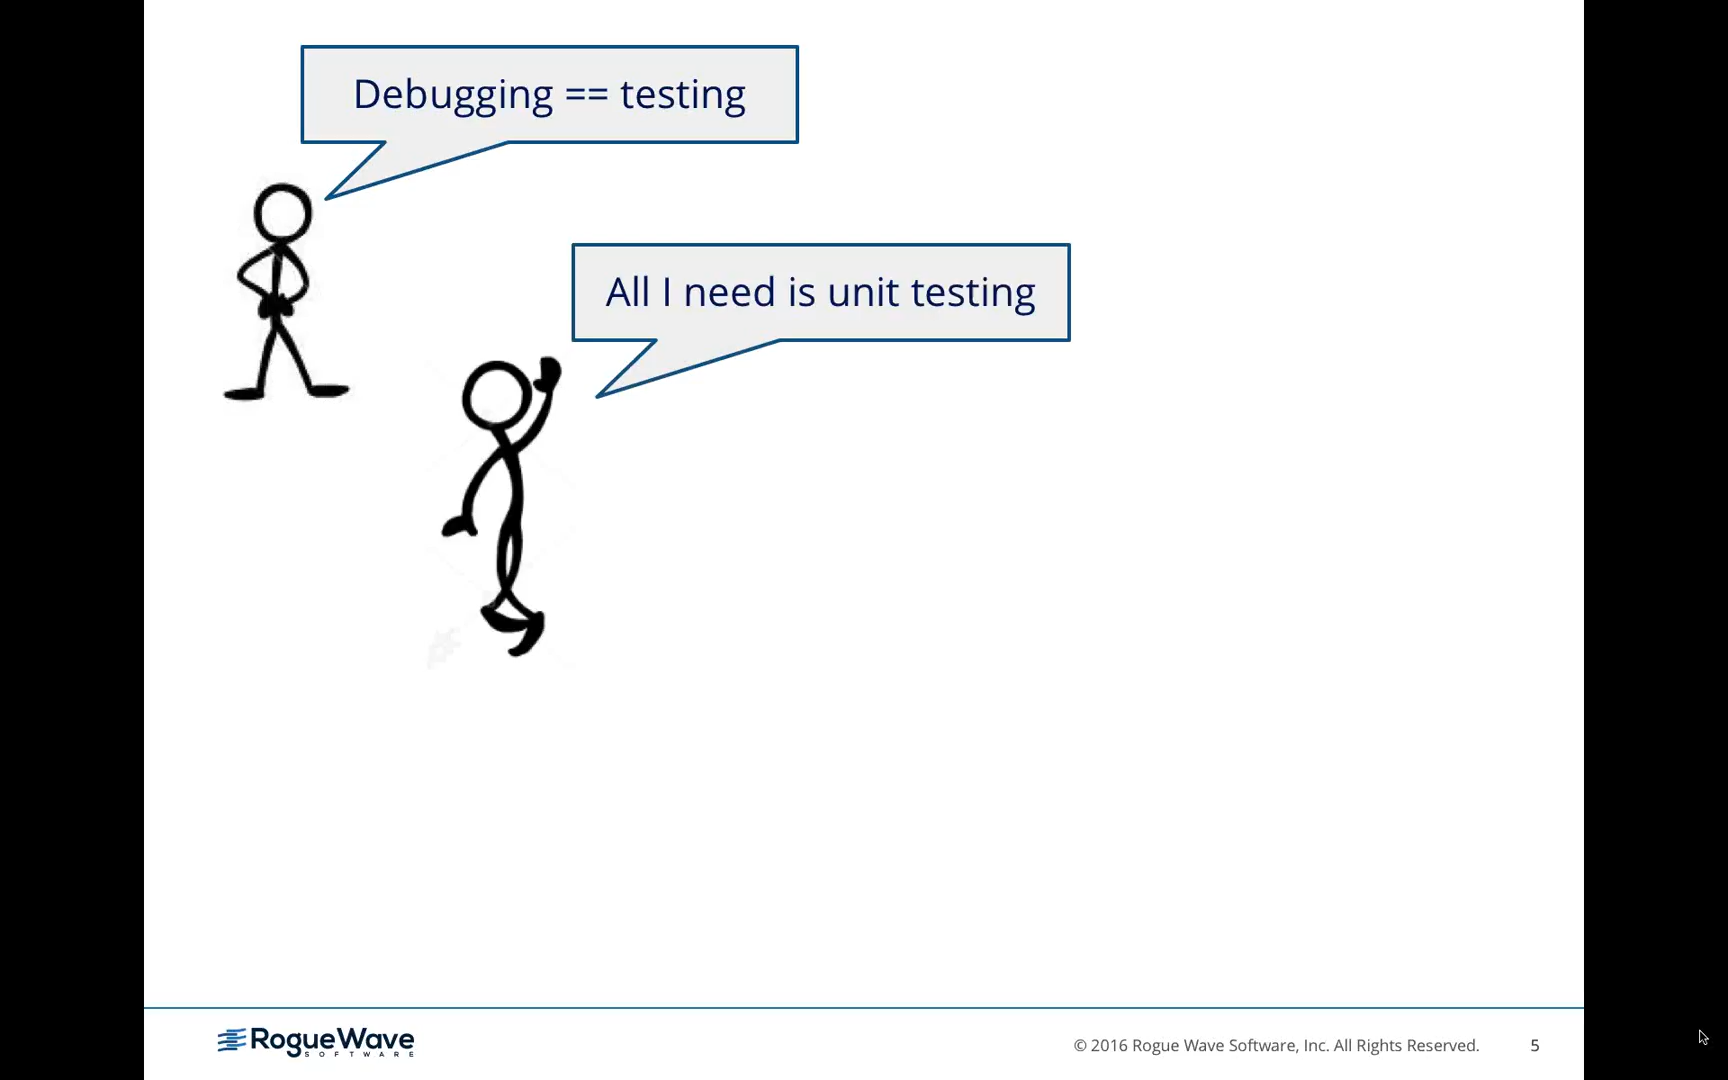 Debugging == testing
All I need is unit testing
RogueWave
SOFTWARE
© 2016 Rogue Wave Software, Inc. All Rights Reserved.
5